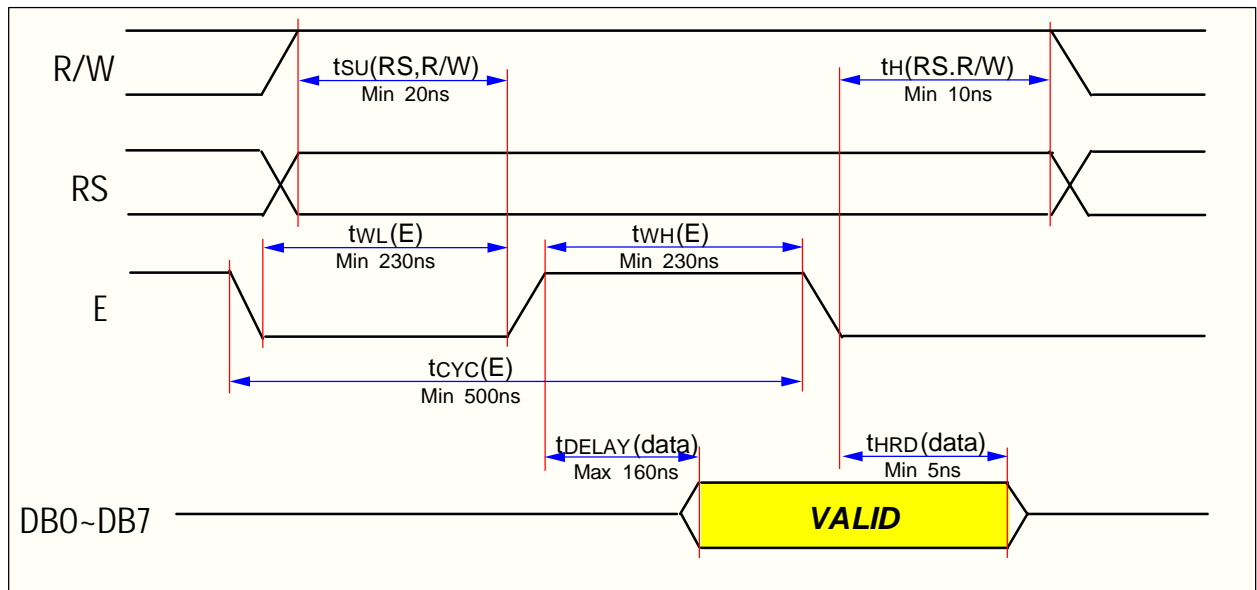 R/W
tSU(RS,R/W)
Min 20ns
tH(RS.R/W)
Min 10ns
RS
tWL(E)
Min 230ns
tWH(E)
Min 230ns
E
tCYC(E)
Min 500ns
tDELAY(data)
Max 160ns
tHRD(data)
Min 5ns
DB0~DB7
VALID